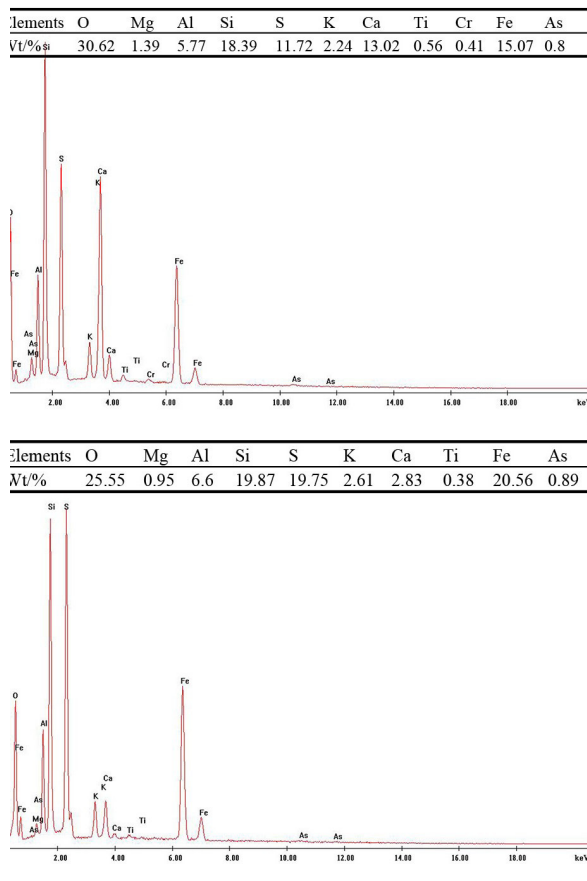 Elements O Mg Al Si S K Ca Ti Cr Fe As
Wt/% 30.62 1.39 5.77 18.39 11.72 2.24 13.02 0.56 0.41 15.07 0.8
Si
S
Ca
K
O
Fe
Al
Fe
As
As
Mg
Fe
K
Ca
Ti
Ti
Cr
Cr
Fe
As
As
2.00 4.00 6.00 8.00 10.00 12.00 14.00 16.00 18.00 keV
Elements O Mg Al Si S K Ca Ti Fe As
Wt/% 25.55 0.95 6.6 19.87 19.75 2.61 2.83 0.38 20.56 0.89
Si S
Fe
O
Al
Fe
Ca
K
As
K
Fe
Mg
As
Ca
Ti
Ti
Fe
As
As
2.00 4.00 6.00 8.00 10.00 12.00 14.00 16.00 18.00 keV